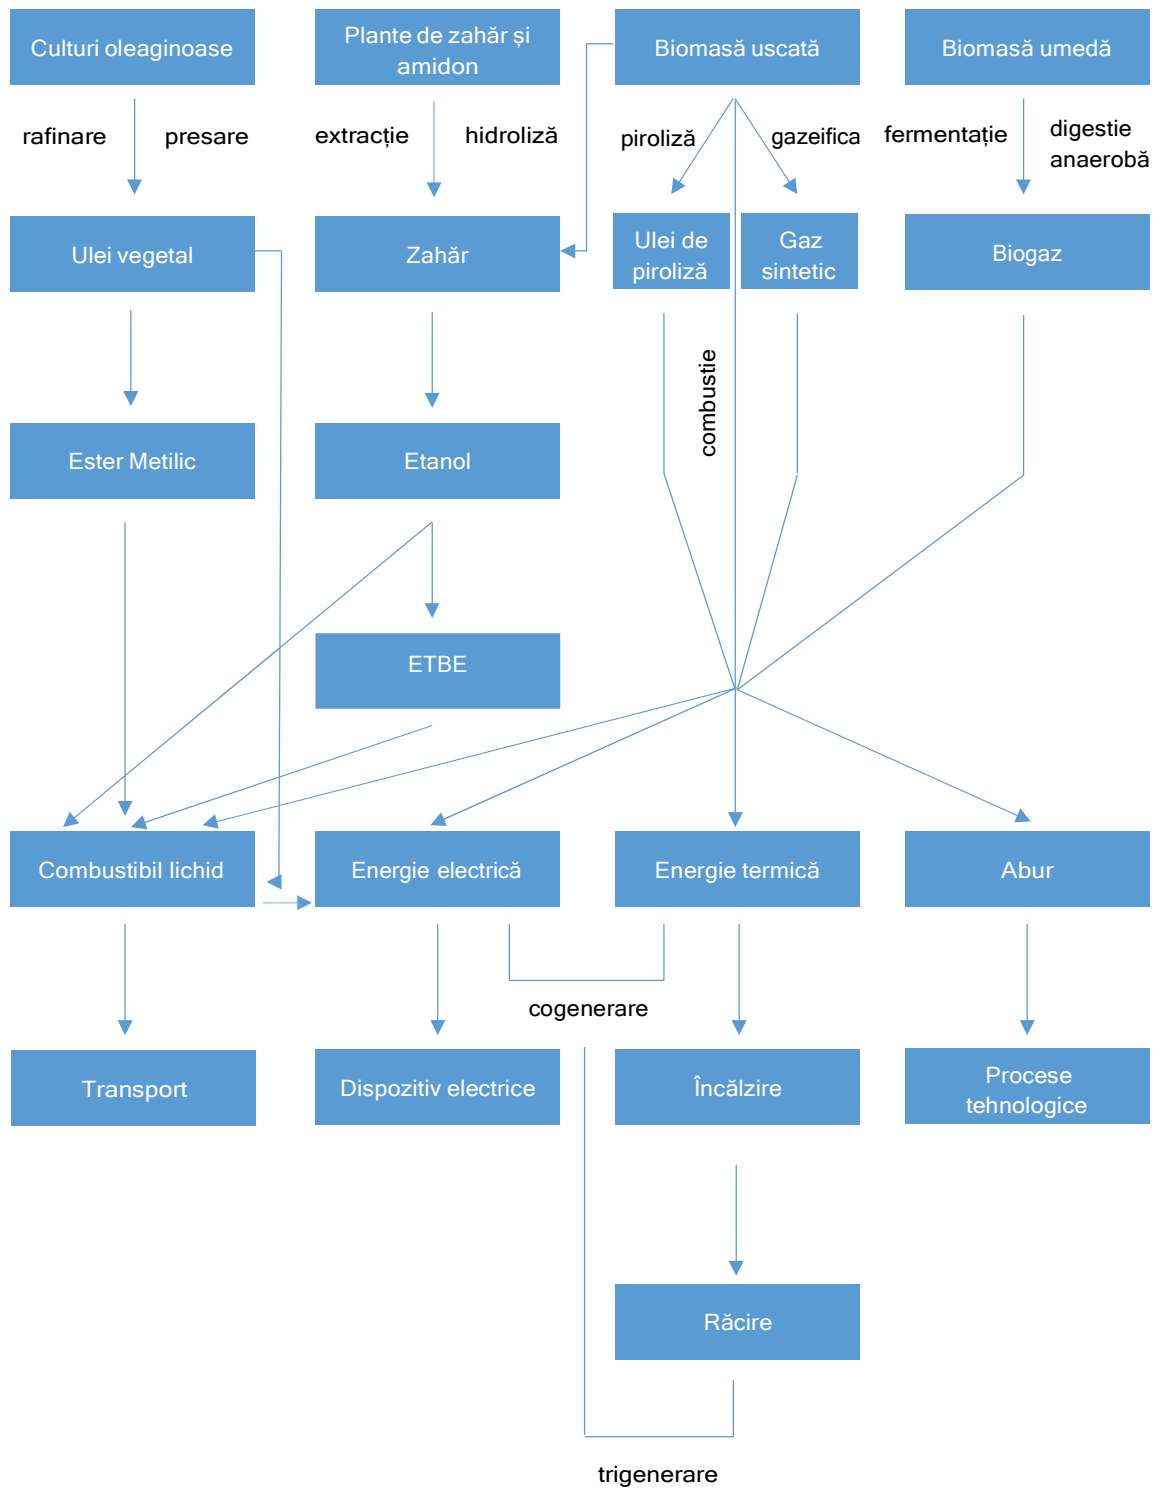 Culturi oleaginoase
Plante de zahăr și
amidon
Biomasă uscată
Biomasă umedă
rafinare
presare
extracție
hidroliză
piroliză
gazeifica
fermentație
digestie
anaerobă
Ulei vegetal
Zahăr
Ulei de
piroliză
Gaz
sintetic
Biogaz
combustie
Ester Metilic
Etanol
ETBE
Combustibil lichid
Energie electrică
Energie termică
Abur
cogenerare
Transport
Dispozitiv electrice
Încălzire
Procese
tehnologice
Răcire
trigenerare